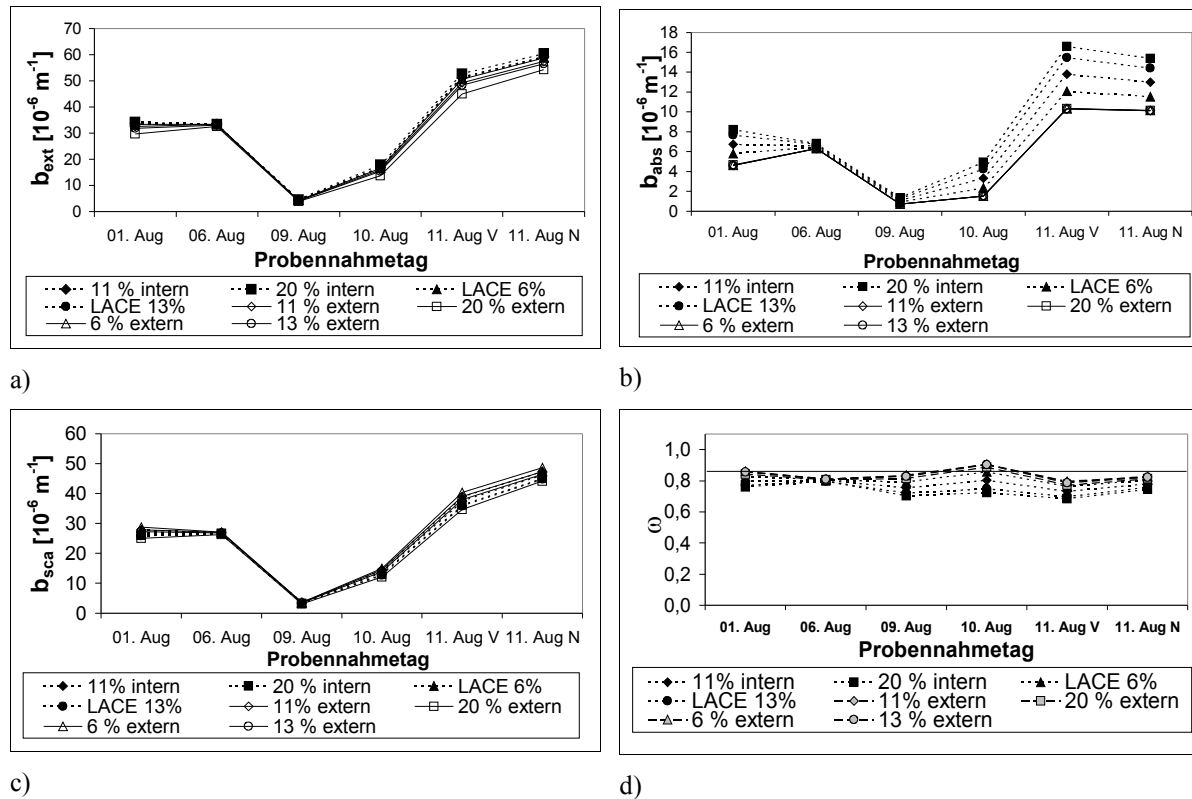 70
60
50
40
30
20
10
0
b_ext [10^-6 m^-1]
01. Aug 06. Aug 09. Aug 10. Aug 11. Aug V 11. Aug N
Probennahmetag
11 % intern 20 % intern LACE 6%
LACE 13% 11 % extern 20 % extern
6 % extern 13 % extern
a)
18
16
14
12
10
8
6
4
2
0
b_abs [10^-6 m^-1]
01. Aug 06. Aug 09. Aug 10. Aug 11. Aug V 11. Aug N
Probennahmetag
11% intern 20 % intern LACE 6%
LACE 13% 11% extern 20 % extern
6 % extern 13 % extern
b)
60
50
40
30
20
10
0
b_sca [10^-6 m^-1]
01. Aug 06. Aug 09. Aug 10. Aug 11. Aug V 11. Aug N
Probennahmetag
11% intern 20 % intern LACE 6%
LACE 13% 11% extern 20 % extern
6 % extern 13 % extern
c)
1,0
0,8
0,6
0,4
0,2
0,0
ω
01. Aug 06. Aug 09. Aug 10. Aug 11. Aug V 11. Aug N
Probennahmetag
11% intern 20 % intern LACE 6%
LACE 13% 11% extern 20 % extern
6 % extern 13 % extern
d)